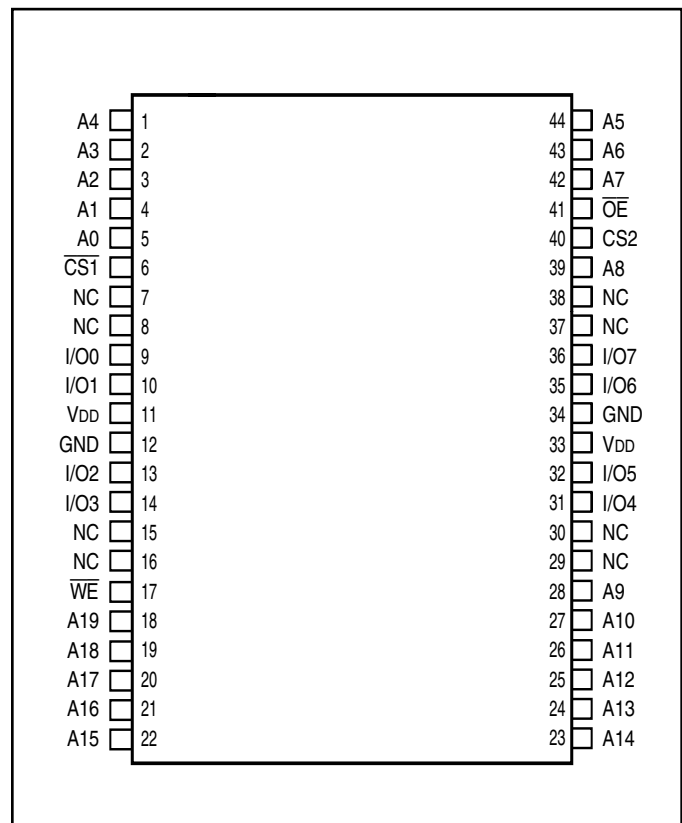 A4 1 44 A5
A3 2 43 A6
A2 3 42 A7
A1 4 41 O̅E̅
A0 5 40 CS2
C̅S̅1̅ 6 39 A8
NC 7 38 NC
NC 8 37 NC
I/O0 9 36 I/O7
I/O1 10 35 I/O6
VDD 11 34 GND
GND 12 33 VDD
I/O2 13 32 I/O5
I/O3 14 31 I/O4
NC 15 30 NC
NC 16 29 NC
W̅E̅ 17 28 A9
A19 18 27 A10
A18 19 26 A11
A17 20 25 A12
A16 21 24 A13
A15 22 23 A14